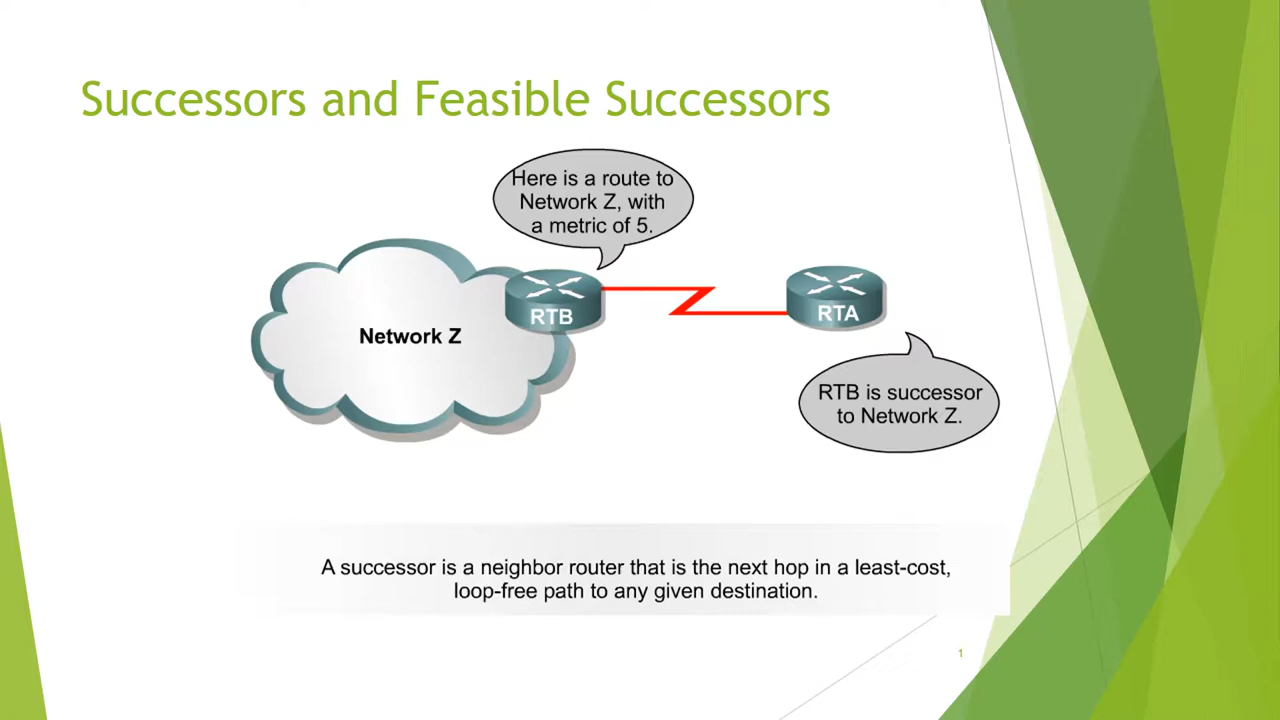 Successors and Feasible Successors
Here is a route to
Network Z, with
a metric of 5.
Network Z
RTB
RTA
RTB is successor
to Network Z.
A successor is a neighbor router that is the next hop in a least-cost,
loop-free path to any given destination.
1